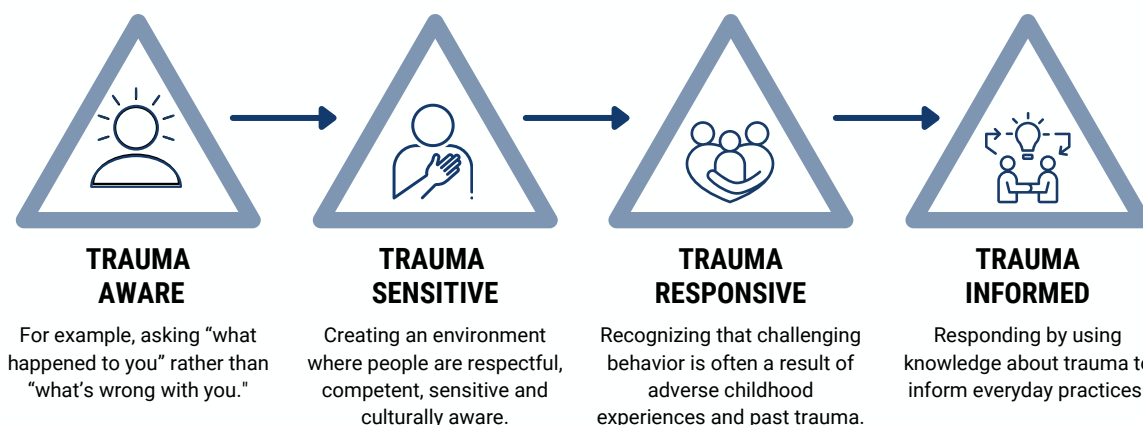 TRAUMA
AWARE
For example, asking “what
happened to you” rather than
“what’s wrong with you."
TRAUMA
SENSITIVE
Creating an environment
where people are respectful,
competent, sensitive and
culturally aware.
TRAUMA
RESPONSIVE
Recognizing that challenging
behavior is often a result of
adverse childhood
experiences and past trauma.
TRAUMA
INFORMED
Responding by using
knowledge about trauma to
inform everyday practices